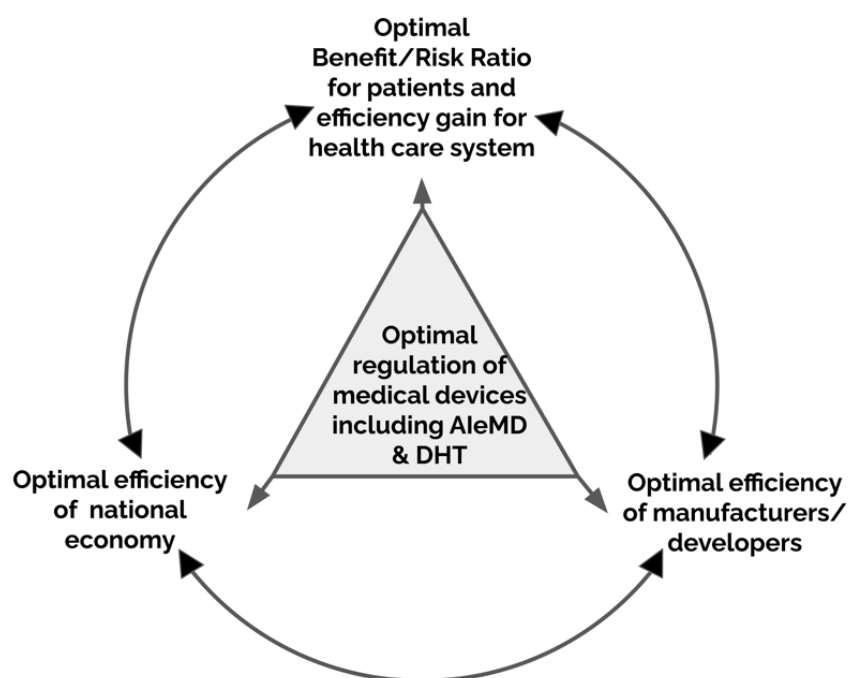 Optimal
Benefit/Risk Ratio
for patients and
efficiency gain for
health care system
Optimal
regulation of
medical devices
including AIeMD
& DHT
Optimal efficiency
of national
economy
Optimal efficiency
of manufacturers/
developers